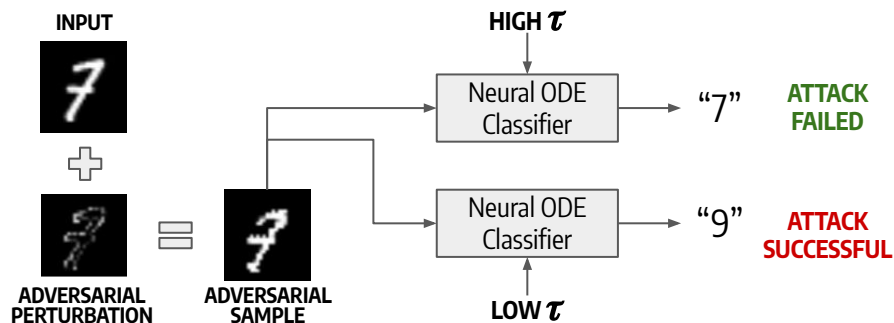 INPUT
HIGH τ
Neural ODE
Classifier
“7”
ATTACK
FAILED
Neural ODE
Classifier
“9”
ATTACK
SUCCESSFUL
ADVERSARIAL
PERTURBATION
ADVERSARIAL
SAMPLE
LOW τ